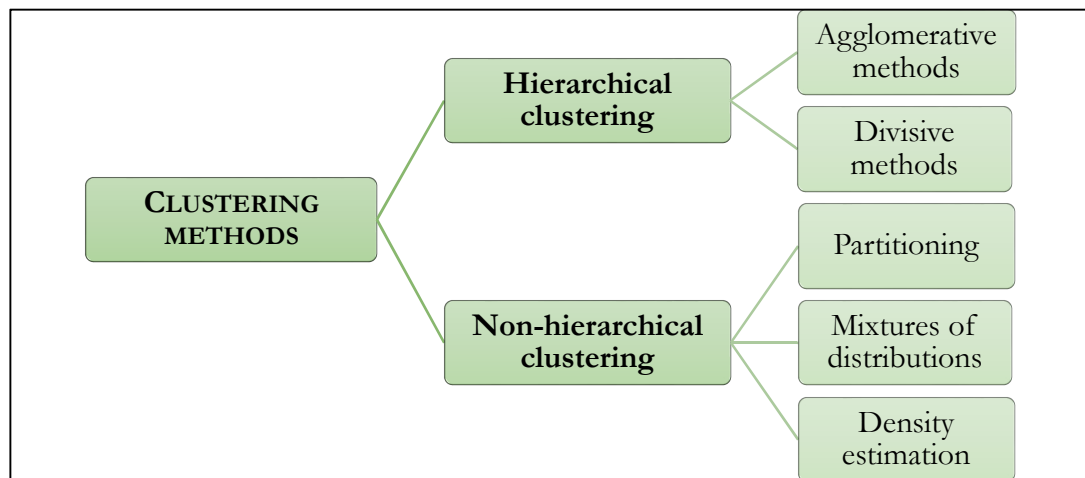 CLUSTERING
METHODS
Hierarchical
clustering
Agglomerative
methods
Divisive
methods
Non-hierarchical
clustering
Partitioning
Mixtures of
distributions
Density
estimation